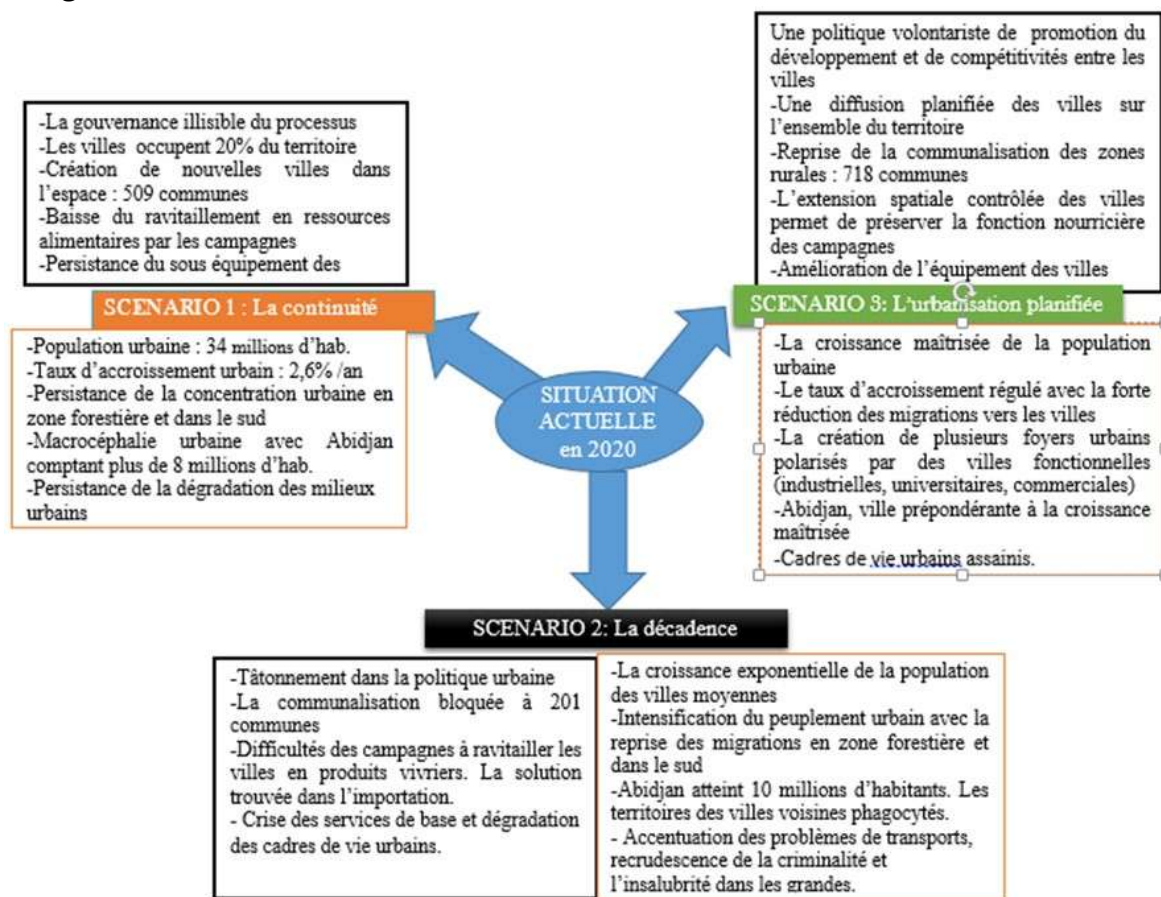 -La gouvernance illisible du processus
-Les villes occupent 20% du territoire
-Création de nouvelles villes dans
l'espace : 509 communes
-Baisse du ravitaillement en ressources
alimentaires par les campagnes
-Persistance du sous équipement des
SCENARIO 1 : La continuité
-Population urbaine : 34 millions d'hab.
-Taux d'accroissement urbain : 2,6% /an
-Persistance de la concentration urbaine en
zone forestière et dans le sud
-Macrocéphalie urbaine avec Abidjan
comptant plus de 8 millions d'hab.
-Persistance de la dégradation des milieux
urbains
Une politique volontariste de promotion du
développement et de compétitivités entre les
villes
-Une diffusion planifiée des villes sur
l'ensemble du territoire
-Reprise de la communalisation des zones
rurales : 718 communes
-L'extension spatiale contrôlée des villes
permet de préserver la fonction nourricière
des campagnes
-Amélioration de l'équipement des villes
SCENARIO 3: L'urbanisation planifiée
-La croissance maîtrisée de la population
urbaine
-Le taux d'accroissement régulé avec la forte
réduction des migrations vers les villes
-La création de plusieurs foyers urbains
polarisés par des villes fonctionnelles
(industrielles, universitaires, commerciales)
-Abidjan, ville prépondérante à la croissance
maîtrisée
-Cadres de vie urbains assainis.
SITUATION
ACTUELLE
en 2020
SCENARIO 2: La décadence
-Tâtonnement dans la politique urbaine
-La communalisation bloquée à 201
communes
-Difficultés des campagnes à ravitailler les
villes en produits vivriers. La solution
trouvée dans l'importation.
- Crise des services de base et dégradation
des cadres de vie urbains.
-La croissance exponentielle de la population
des villes moyennes
-Intensification du peuplement urbain avec la
reprise des migrations en zone forestière et
dans le sud
-Abidjan atteint 10 millions d'habitants. Les
territoires des villes voisines phagocytés.
- Accentuation des problèmes de transports,
recrudescence de la criminalité et
l'insalubrité dans les grandes.